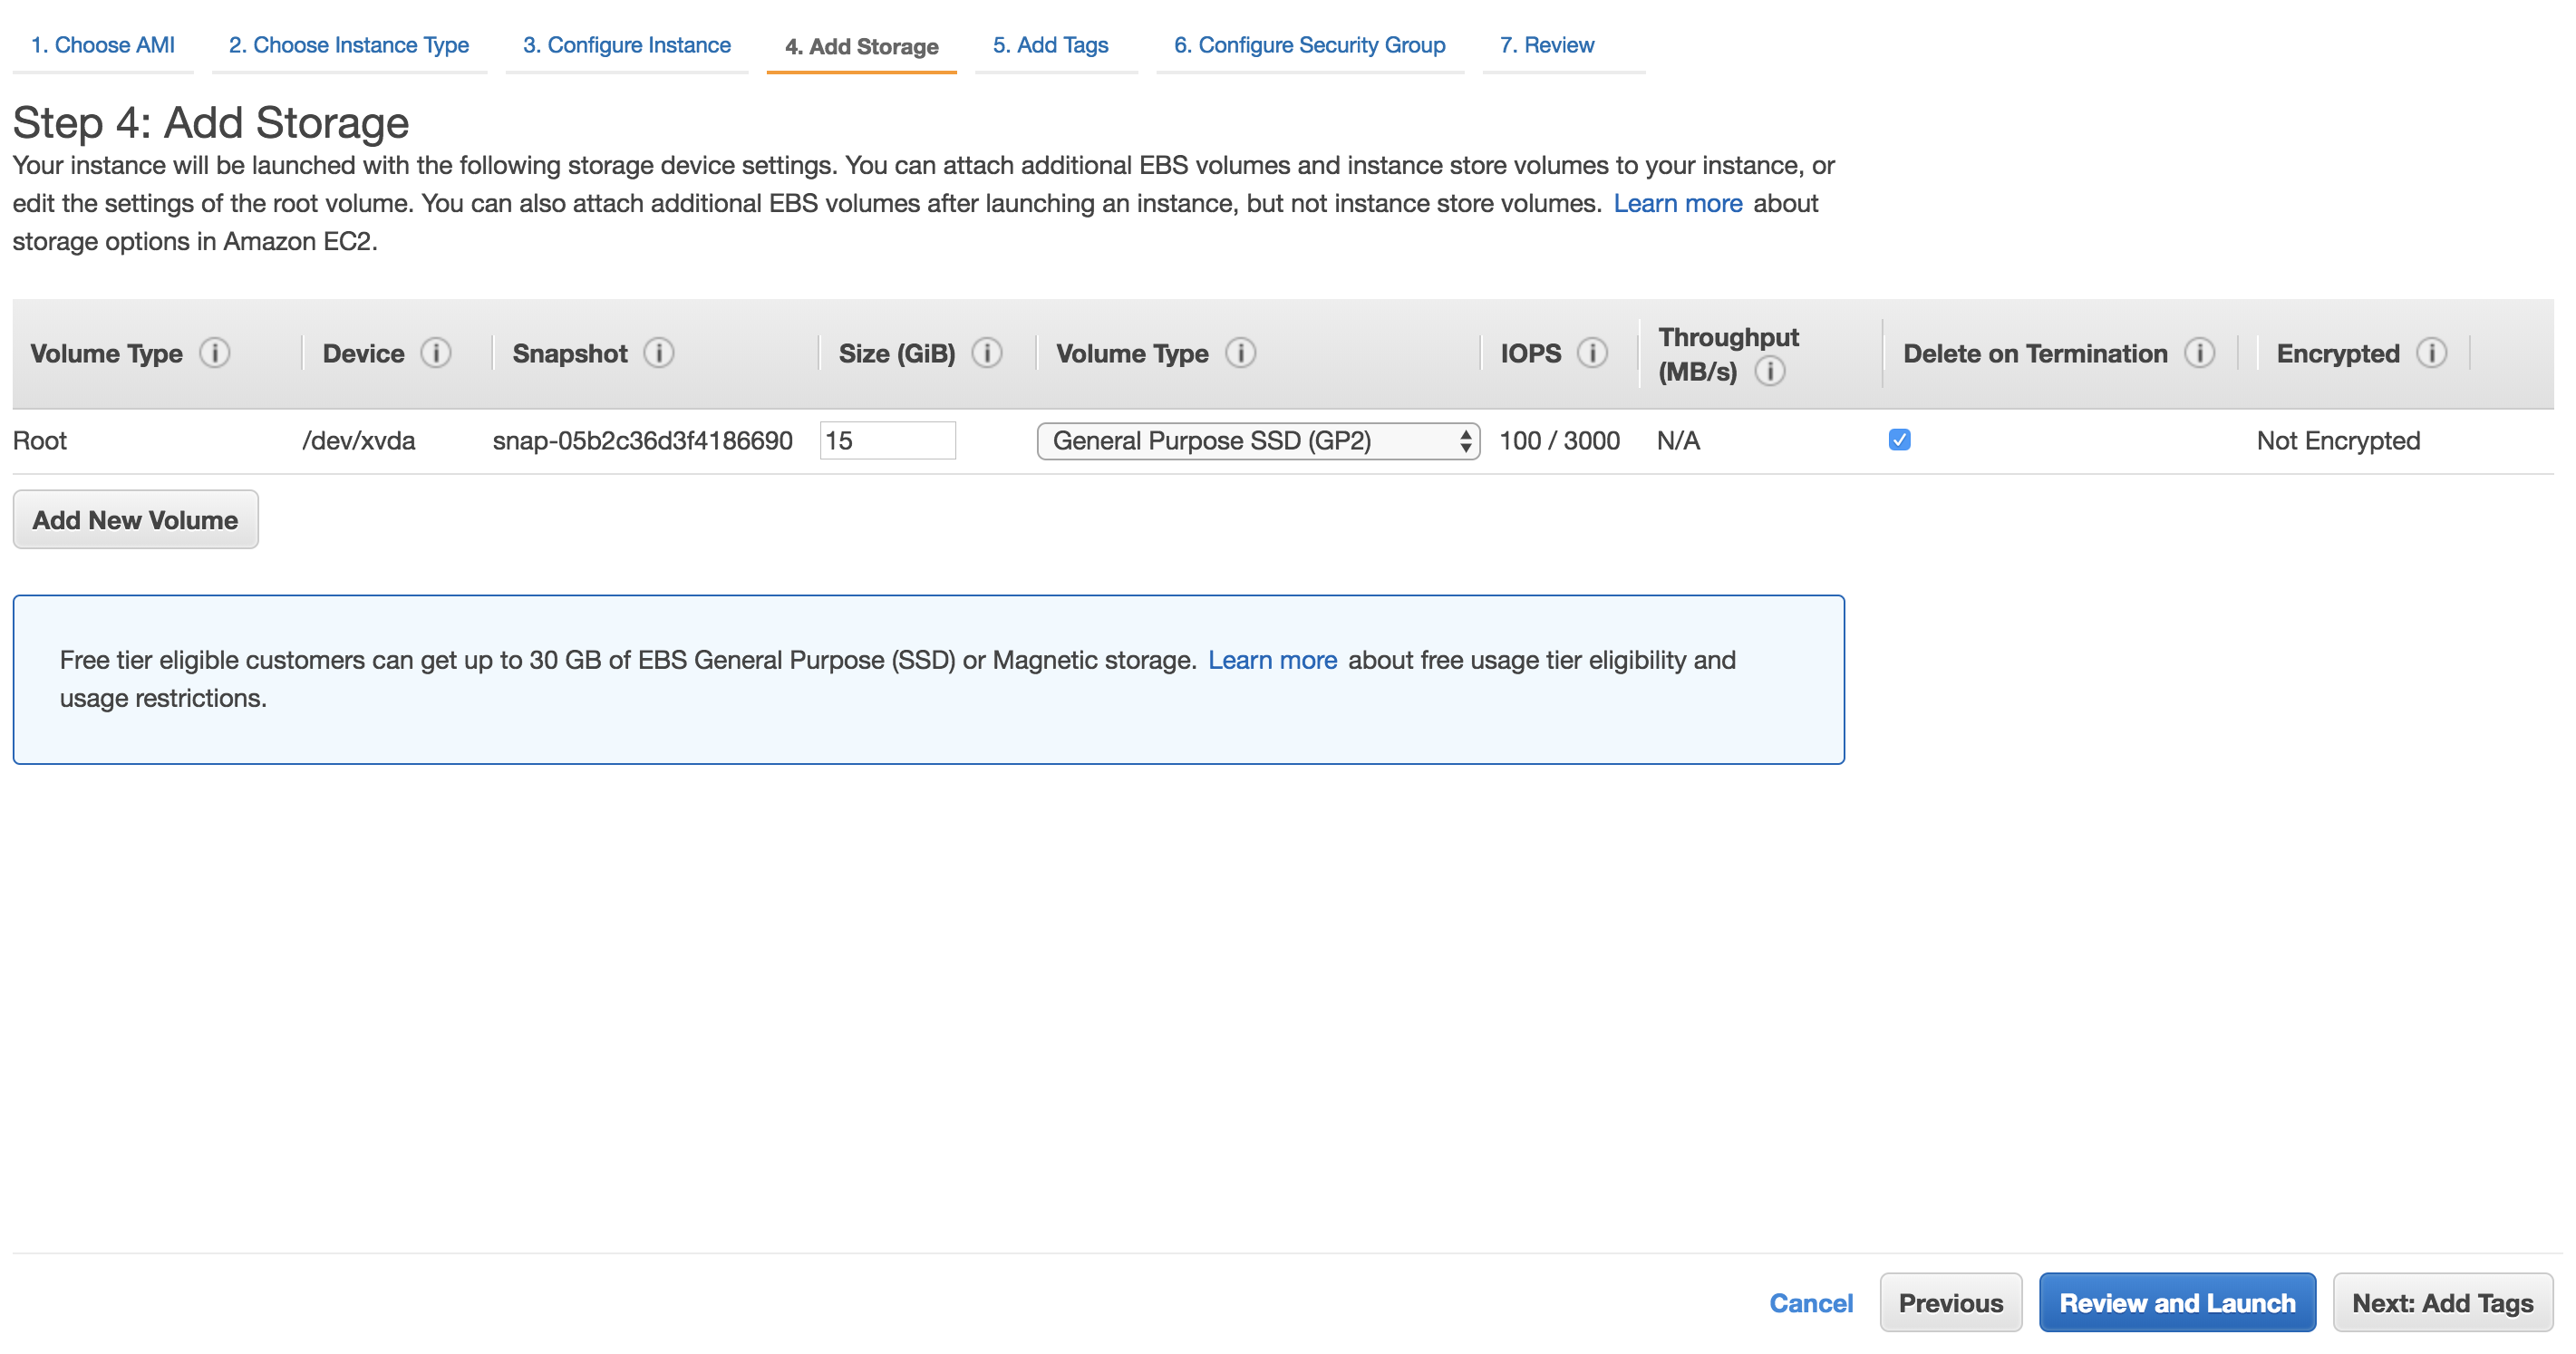 1. Choose AMI 2. Choose Instance Type 3. Configure Instance 4. Add Storage 5. Add Tags 6. Configure Security Group 7. Review
Step 4: Add Storage
Your instance will be launched with the following storage device settings. You can attach additional EBS volumes and instance store volumes to your instance, or
edit the settings of the root volume. You can also attach additional EBS volumes after launching an instance, but not instance store volumes. Learn more about
storage options in Amazon EC2.
Volume Type i Device i Snapshot i Size (GiB) i Volume Type i IOPS i Throughput
(MB/s) i Delete on Termination i Encrypted i
Root /dev/xvda snap-05b2c36d3f4186690 15 General Purpose SSD (GP2) 100 / 3000 N/A Not Encrypted
Add New Volume
Free tier eligible customers can get up to 30 GB of EBS General Purpose (SSD) or Magnetic storage. Learn more about free usage tier eligibility and
usage restrictions.
Cancel Previous Review and Launch Next: Add Tags